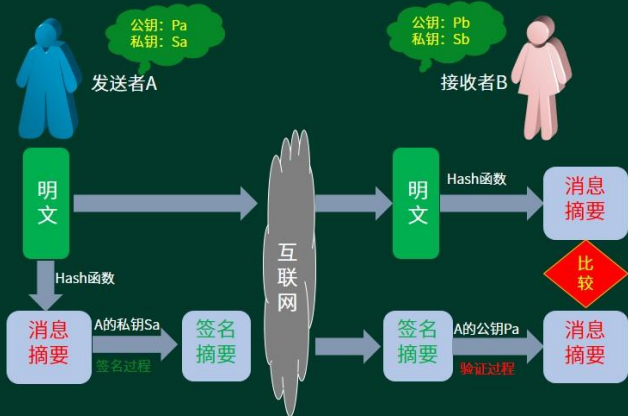 公钥：Pa
私钥：Sa
公钥：Pb
私钥：Sb
发送者A
接收者B
明文
互联网
明文
Hash函数
消息
摘要
Hash函数
比较
消息
摘要
A的私钥Sa
签名过程
签名
摘要
签名
摘要
A的公钥Pa
验证过程
消息
摘要